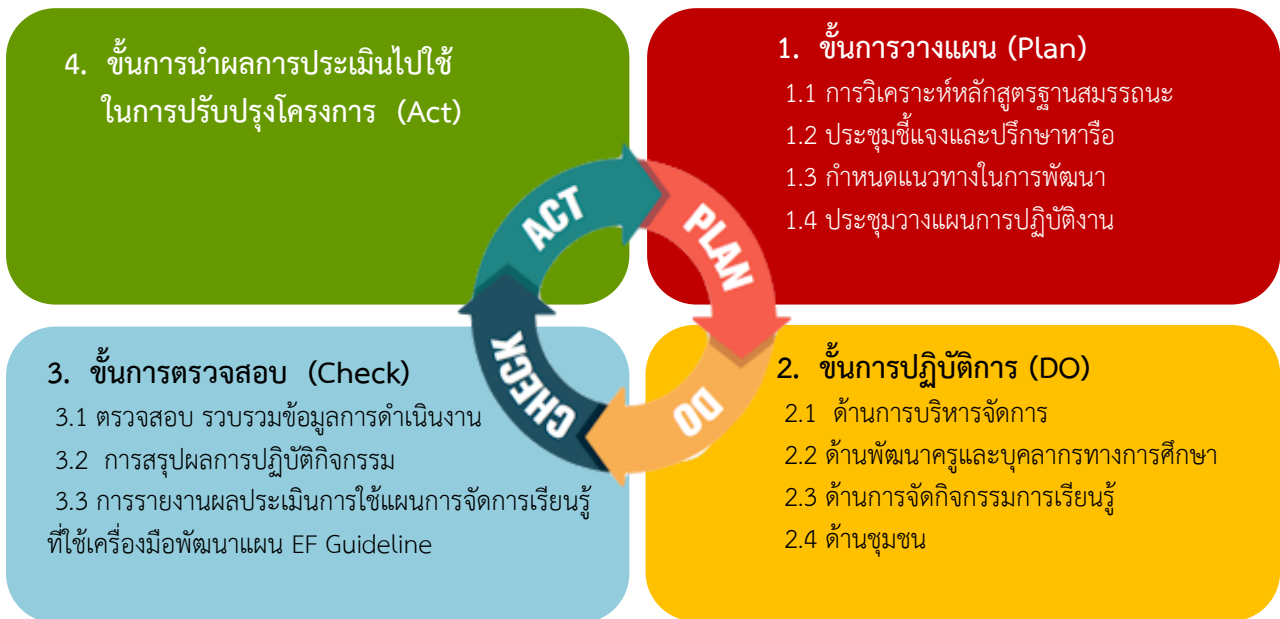 4. ขั้นการนำผลการประเมินไปใช้
ในการปรับปรุงโครงการ (Act)
1. ขั้นการวางแผน (Plan)
1.1 การวิเคราะห์หลักสูตรฐานสมรรถนะ
1.2 ประชุมชี้แจงและปรึกษาหารือ
1.3 กำหนดแนวทางในการพัฒนา
1.4 ประชุมวางแผนการปฏิบัติงาน
ACT
PLAN
CHECK
DO
3. ขั้นการตรวจสอบ (Check)
3.1 ตรวจสอบ รวบรวมข้อมูลการดำเนินงาน
3.2 การสรุปผลการปฏิบัติกิจกรรม
3.3 การรายงานผลประเมินการใช้แผนการจัดการเรียนรู้
ที่ใช้เครื่องมือพัฒนาแผน EF Guideline
2. ขั้นการปฏิบัติการ (DO)
2.1 ด้านการบริหารจัดการ
2.2 ด้านพัฒนาครูและบุคลากรทางการศึกษา
2.3 ด้านการจัดกิจกรรมการเรียนรู้
2.4 ด้านชุมชน